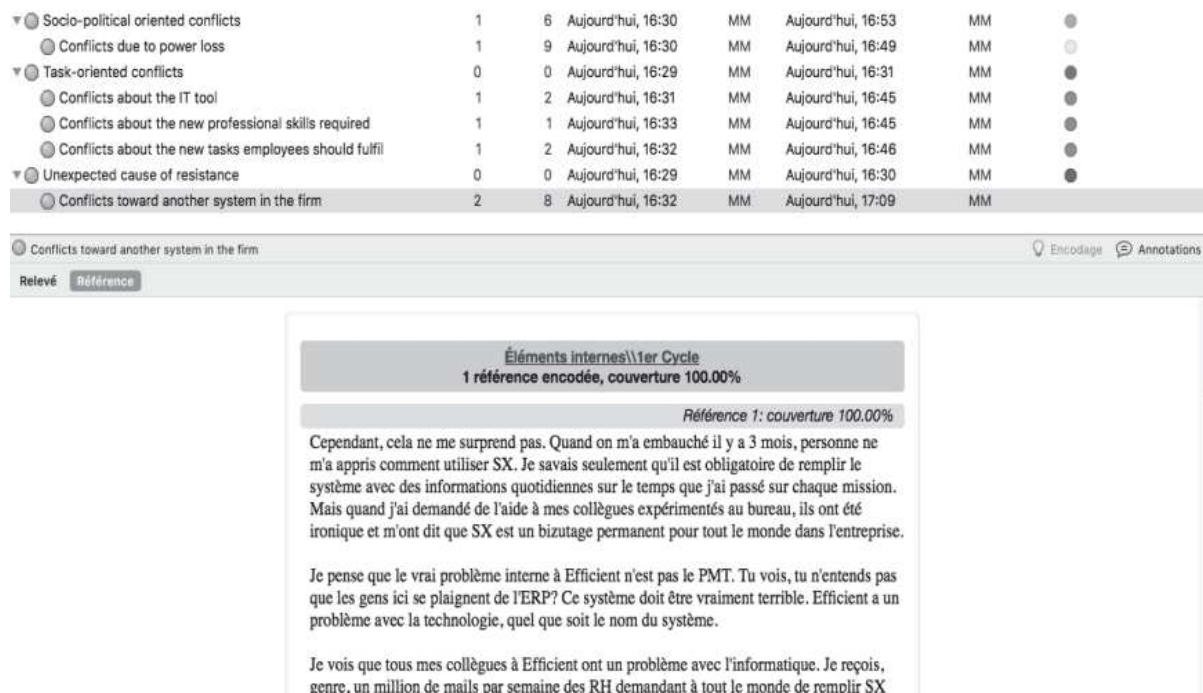 Socio-political oriented conflicts 1 6 Aujourd'hui, 16:30 MM Aujourd'hui, 16:53 MM
Conflicts due to power loss 1 9 Aujourd'hui, 16:30 MM Aujourd'hui, 16:49 MM
Task-oriented conflicts 0 0 Aujourd'hui, 16:29 MM Aujourd'hui, 16:31 MM
Conflicts about the IT tool 1 2 Aujourd'hui, 16:31 MM Aujourd'hui, 16:45 MM
Conflicts about the new professional skills required 1 1 Aujourd'hui, 16:33 MM Aujourd'hui, 16:45 MM
Conflicts about the new tasks employees should fulfil 1 2 Aujourd'hui, 16:32 MM Aujourd'hui, 16:46 MM
Unexpected cause of resistance 0 0 Aujourd'hui, 16:29 MM Aujourd'hui, 16:30 MM
Conflicts toward another system in the firm 2 8 Aujourd'hui, 16:32 MM Aujourd'hui, 17:09 MM
Conflicts toward another system in the firm Encodage Annotations
Relevé Référence
Éléments internes\\1er Cycle
1 référence encodée, couverture 100.00%
Référence 1: couverture 100.00%
Cependant, cela ne me surprend pas. Quand on m'a embauché il y a 3 mois, personne ne
m'a appris comment utiliser SX. Je savais seulement qu'il est obligatoire de remplir le
système avec des informations quotidiennes sur le temps que j'ai passé sur chaque mission.
Mais quand j'ai demandé de l'aide à mes collègues expérimentés au bureau, ils ont été
ironique et m'ont dit que SX est un bizutage permanent pour tout le monde dans l'entreprise.
Je pense que le vrai problème interne à Efficient n'est pas le PMT. Tu vois, tu n'entends pas
que les gens ici se plaignent de l'ERP? Ce système doit être vraiment terrible. Efficient a un
problème avec la technologie, quel que soit le nom du système.
Je vois que tous mes collègues à Efficient ont un problème avec l'informatique. Je reçois,
genre, un million de mails par semaine des RH demandant à tout le monde de remplir SX